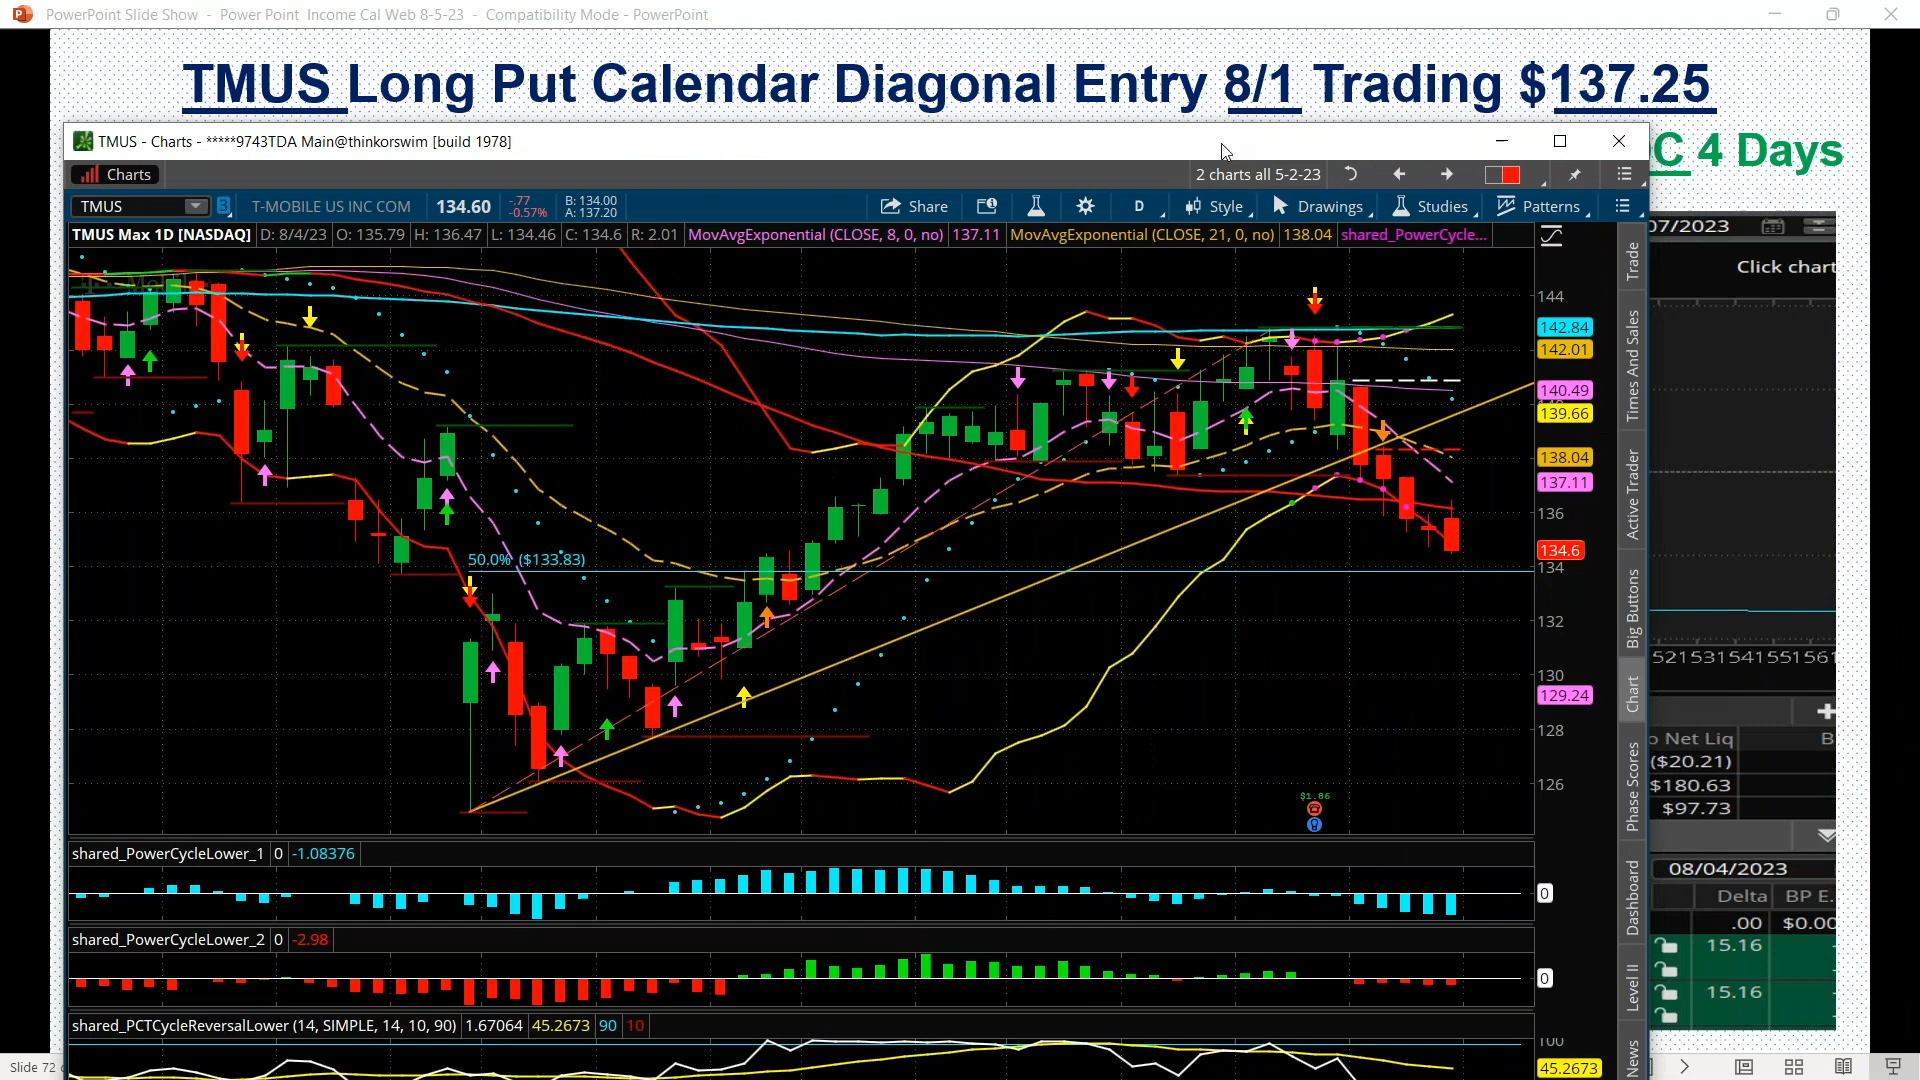 PowerPoint Slide Show - Power Point Income Cal Web 8-5-23 - Compatibility Mode - PowerPoint
TMUS Long Put Calendar Diagonal Entry 8/1 Trading $137.25
C 4 Days
TMUS - Charts - *****9743TDA Main@thinkorswim [build 1978]
Charts
2 charts all 5-2-23
TMUS
3
T-MOBILE US INC COM
134.60
-.77
-0.57%
B: 134.00
A: 137.20
Share
D
Style
Drawings
Studies
Patterns
TMUS Max 1D [NASDAQ] D: 8/4/23 O: 135.79 H: 136.47 L: 134.46 C: 134.6 R: 2.01 MovAvgExponential (CLOSE, 8, 0, no) 137.11 MovAvgExponential (CLOSE, 21, 0, no) 138.04 shared_PowerCycle...
144
142.84
142.01
140.49
139.66
138.04
137.11
136
134.6
134
132
130
129.24
128
126
50.0% ($133.83)
$1.86
shared_PowerCycleLower_1 0 -1.08376
0
shared_PowerCycleLower_2 0 -2.98
0
shared_PCTCycleReversalLower (14, SIMPLE, 14, 10, 90) 1.67064 45.2673 90 10
100
45.2673
Trade
Times And Sales
Active Trader
Big Buttons
Chart
Phase Scores
Dashboard
Level II
News
07/2023
Click chart
521531541551561
o Net Liq
B
($20.21)
$180.63
$97.73
08/04/2023
Delta
BP E.
.00
$0.00
15.16
15.16
Slide 72